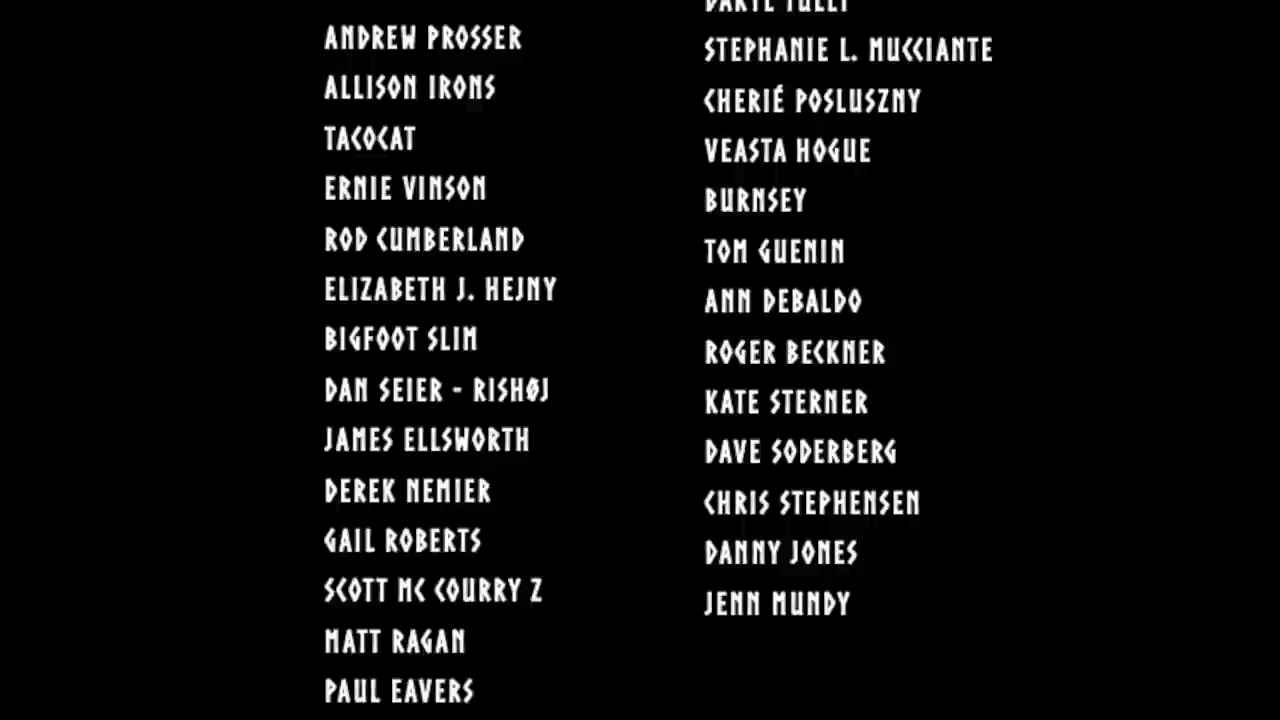 ANDREW PROSSER
ALLISON IRONS
TACOCAT
ERNIE VINSON
ROD CUMBERLAND
ELIZABETH J. HEJNY
BIGFOOT SLIM
DAN SEIER - RISHØJ
JAMES ELLSWORTH
DEREK NEMIER
GAIL ROBERTS
SCOTT MC COURRY Z
MATT RAGAN
PAUL EAVERS
STEPHANIE L. MUCCIANTE
CHERIÉ POSLUSZNY
VEASTA HOGUE
BURNSEY
TOM GUENIN
ANN DEBALDO
ROGER BECKNER
KATE STERNER
DAVE SODERBERG
CHRIS STEPHENSEN
DANNY JONES
JENN MUNDY